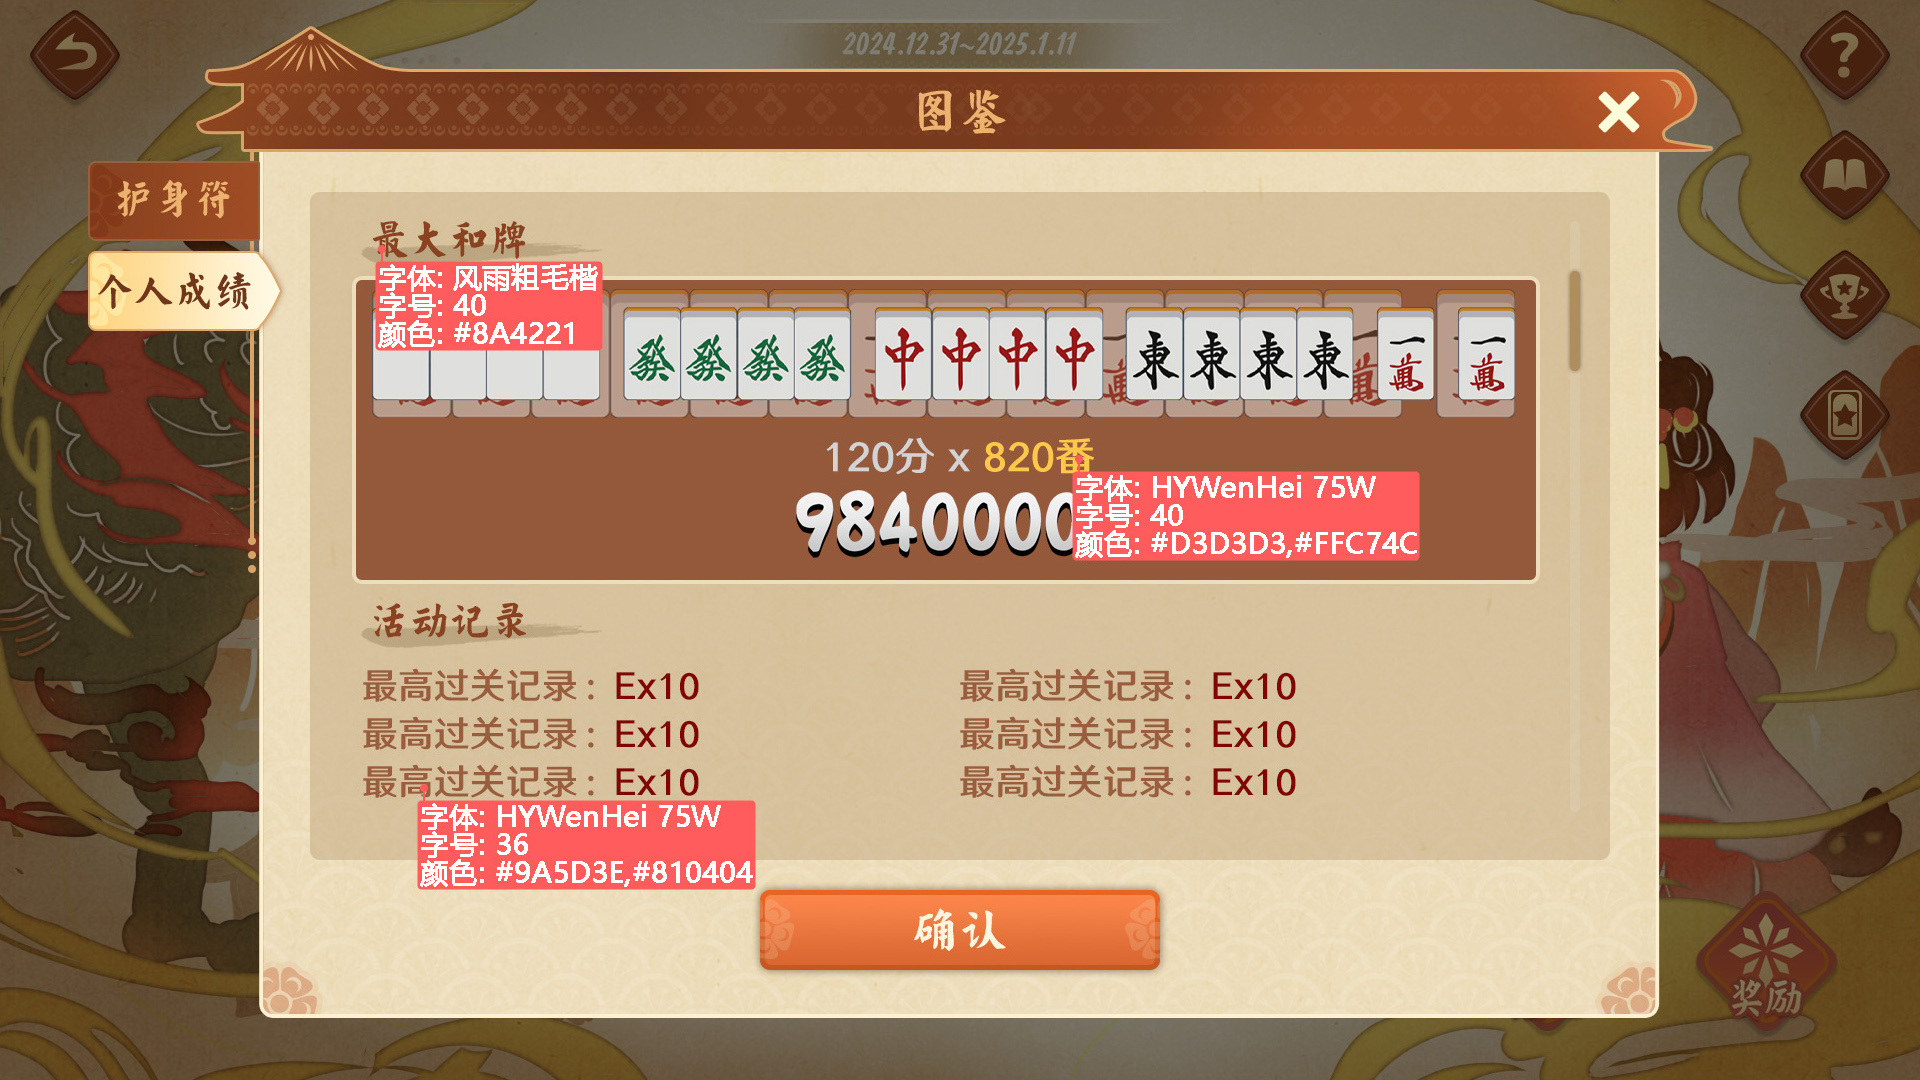 2024.12.31~2025.1.11
图鉴
护身符
个人成绩
最大和牌
字体: 风雨粗毛楷
字号: 40
颜色: #8A4221
發 發 發 發 中 中 中 中 東 東 東 東 一萬 一萬
120分 x 820番
9840000
字体: HYWenHei 75W
字号: 40
颜色: #D3D3D3,#FFC74C
活动记录
最高过关记录: Ex10 最高过关记录: Ex10
最高过关记录: Ex10 最高过关记录: Ex10
最高过关记录: Ex10 最高过关记录: Ex10
字体: HYWenHei 75W
字号: 36
颜色: #9A5D3E,#810404
确认
奖励